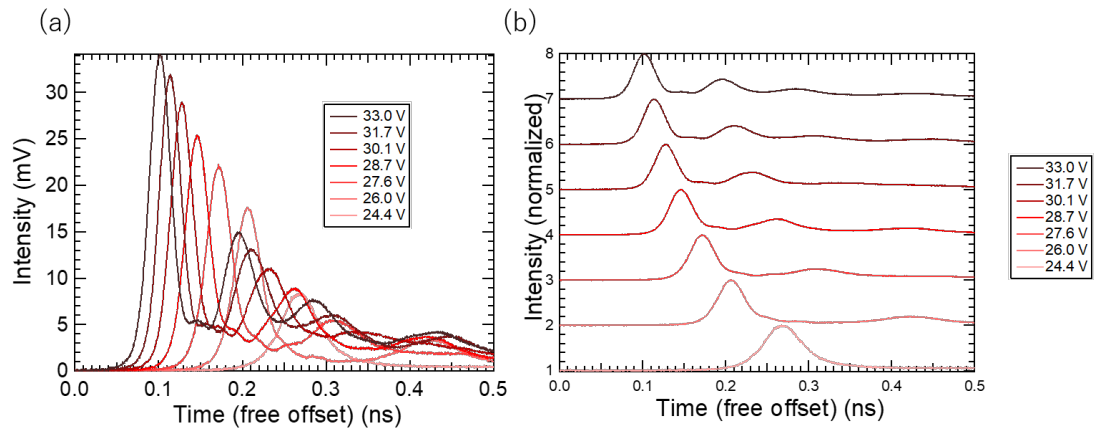 (a)
Intensity (mV)
30
25
20
15
10
5
0
0.0 0.1 0.2 0.3 0.4 0.5
Time (free offset) (ns)
33.0 V
31.7 V
30.1 V
28.7 V
27.6 V
26.0 V
24.4 V
(b)
Intensity (normalized)
8
7
6
5
4
3
2
1
0.0 0.1 0.2 0.3 0.4 0.5
Time (free offset) (ns)
33.0 V
31.7 V
30.1 V
28.7 V
27.6 V
26.0 V
24.4 V